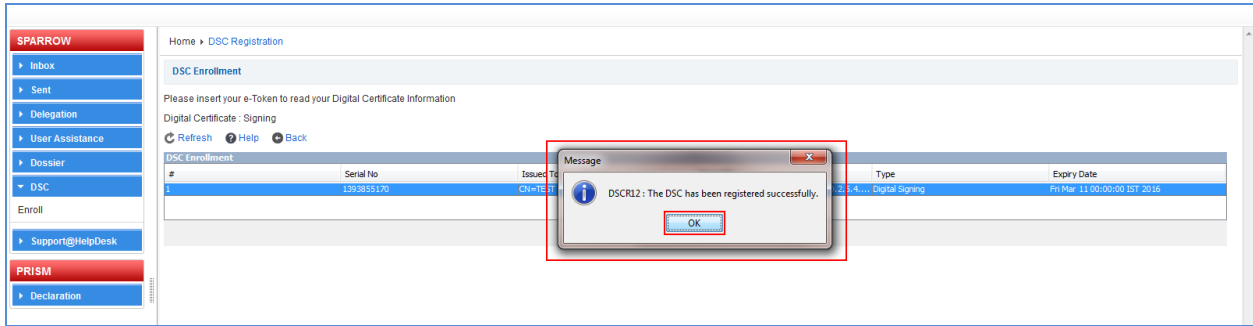 SPARROW
Inbox
Sent
Delegation
User Assistance
Dossier
DSC
Enroll
Support@HelpDesk
PRISM
Declaration
Home DSC Registration
DSC Enrollment
Please insert your e-Token to read your Digital Certificate Information
Digital Certificate : Signing
Refresh Help Back
DSC Enrollment
# Serial No Issued To Type Expiry Date
1 1393855170 CN=TEST .2.5.4.... Digital Signing Fri Mar 11 00:00:00 IST 2016
Message
X
DSCR12 : The DSC has been registered successfully.
OK